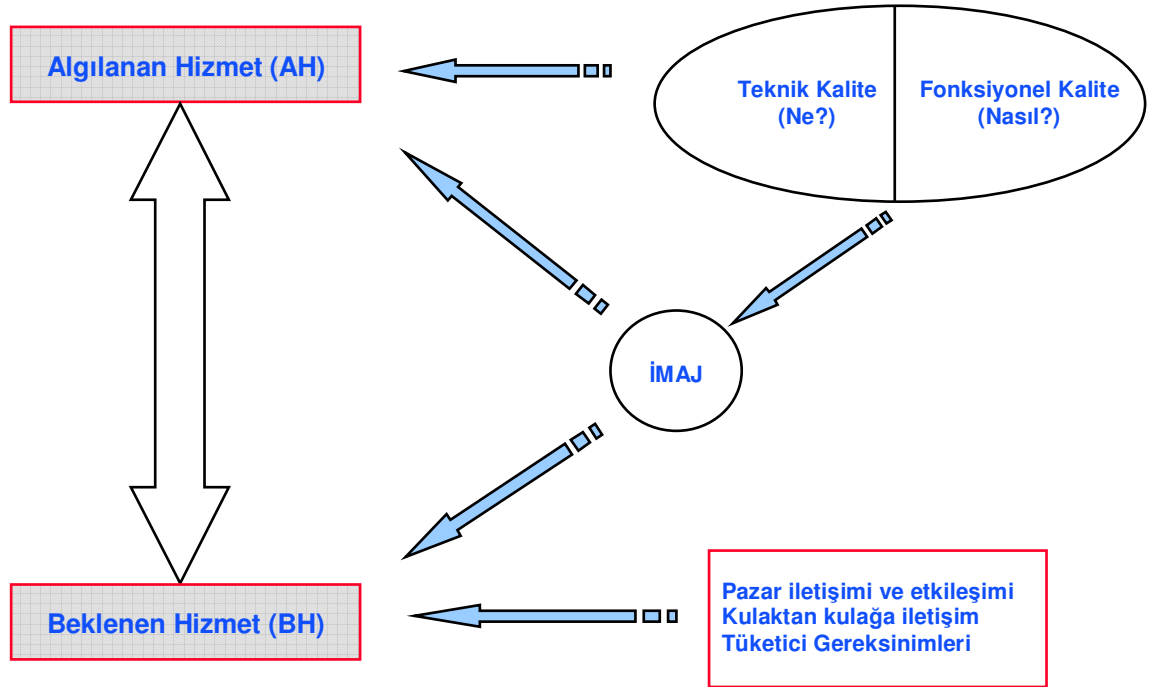 Algılanan Hizmet (AH)
Teknik Kalite
(Ne?)
Fonksiyonel Kalite
(Nasıl?)
İMAJ
Beklenen Hizmet (BH)
Pazar iletişimi ve etkileşimi
Kulaktan kulağa iletişim
Tüketici Gereksinimleri